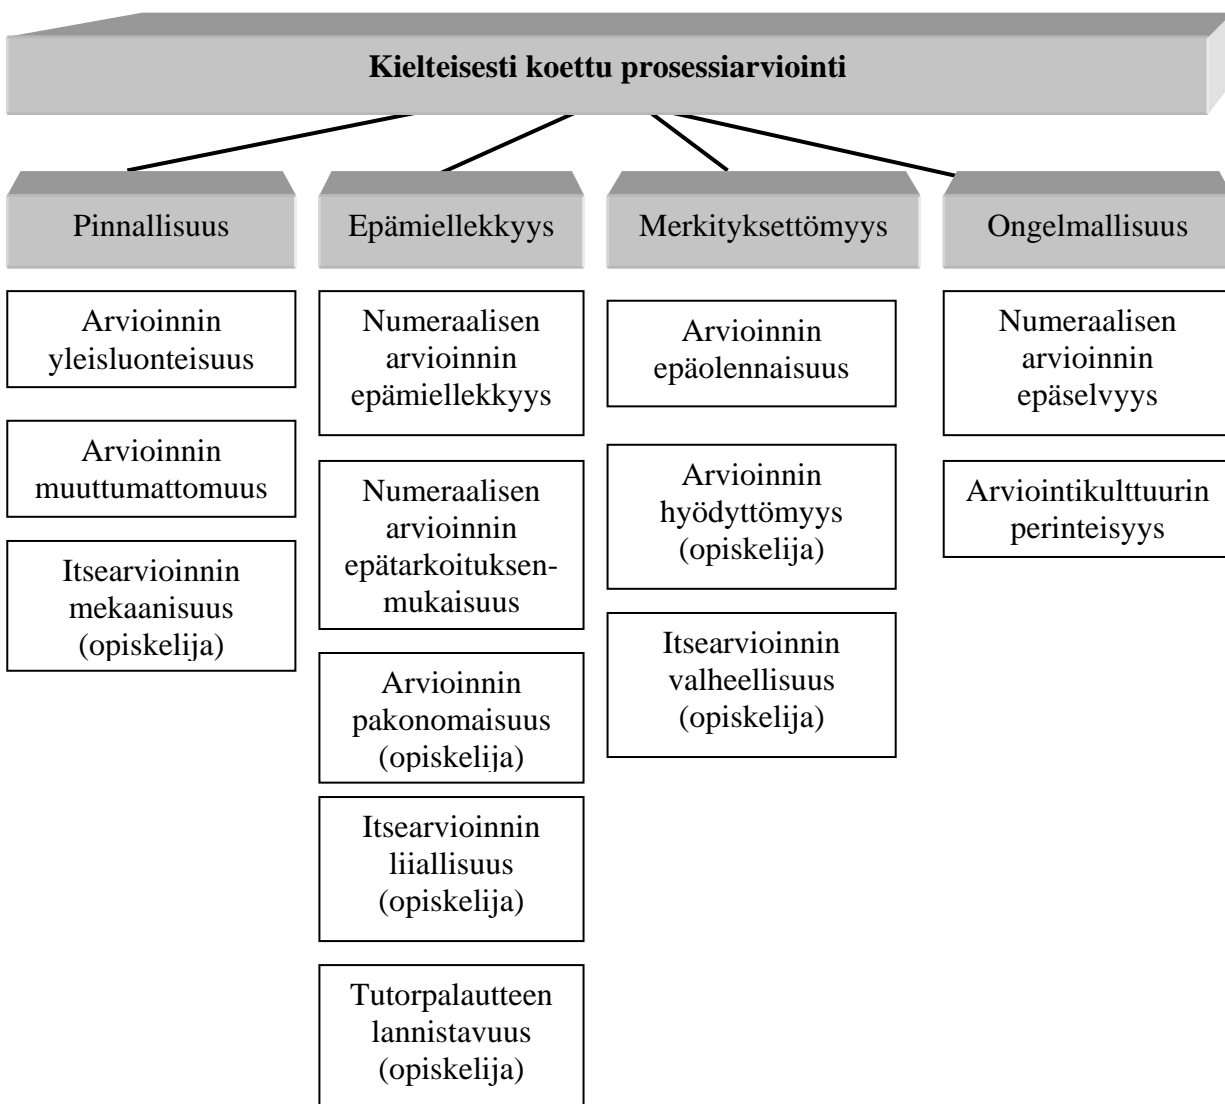 Kielteisesti koettu prosessiarviointi
Pinnallisuus
Arvioinnin
yleisluonteisuus
Arvioinnin
muuttumattomuus
Itsearvioinnin
mekaanisuus
(opiskelija)
Epämiellekkyys
Numeraalisen
arvioinnin
epämiellekkyys
Numeraalisen
arvioinnin
epätarkoituksen-
mukaisuus
Arvioinnin
pakonomaisuus
(opiskelija)
Itsearvioinnin
liiallisuus
(opiskelija)
Tutorpalautteen
lannistavuus
(opiskelija)
Merkityksettömyys
Arvioinnin
epäolennaisuus
Arvioinnin
hyödyttömyys
(opiskelija)
Itsearvioinnin
valheellisuus
(opiskelija)
Ongelmallisuus
Numeraalisen
arvioinnin
epäselvyys
Arviointikulttuurin
perinteisyys